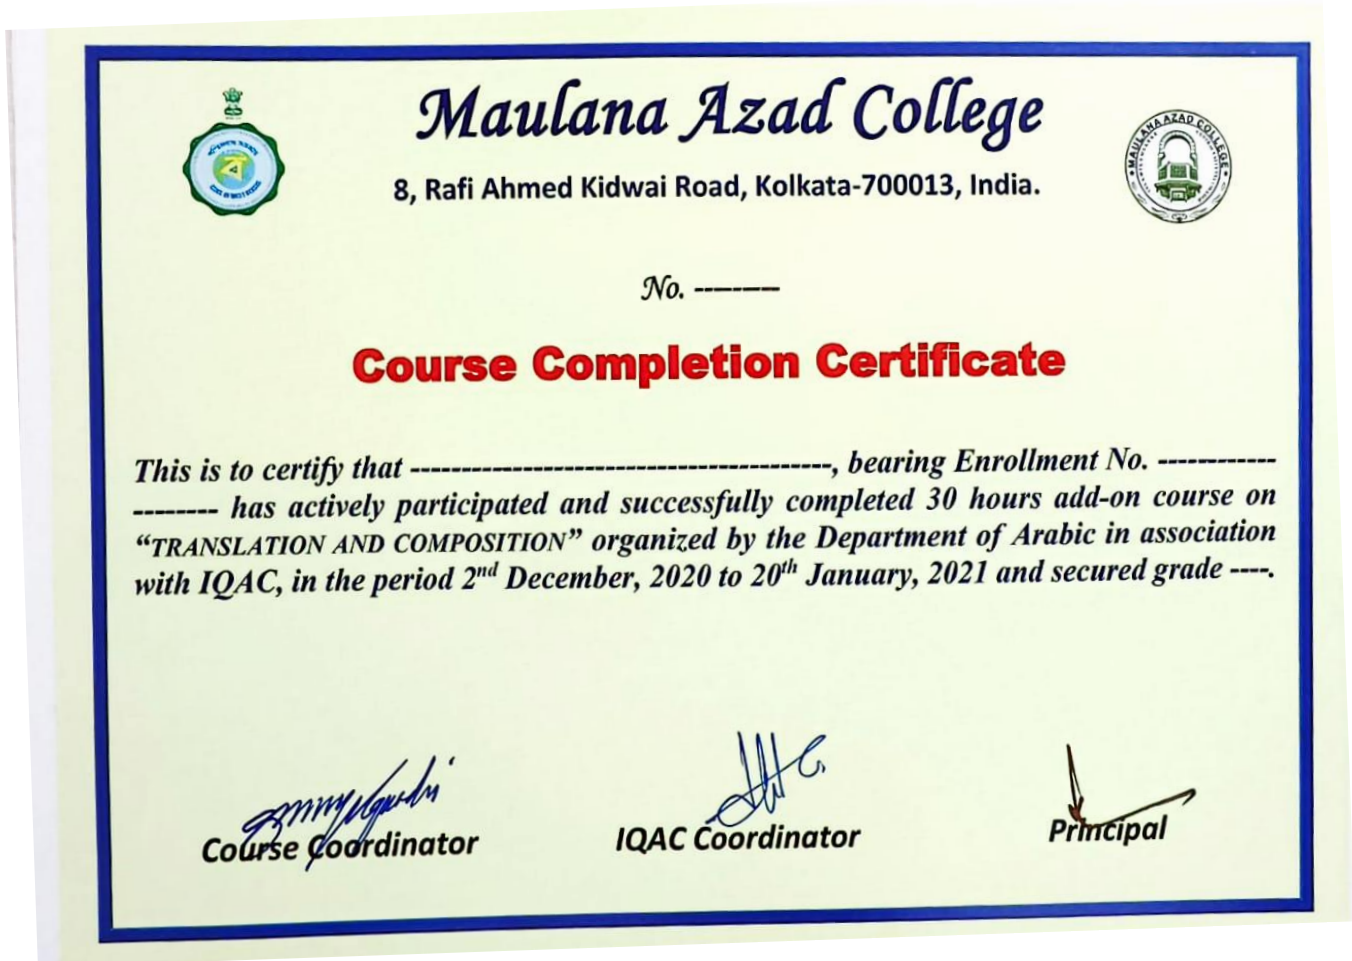 Maulana Azad College
8, Rafi Ahmed Kidwai Road, Kolkata-700013, India.
MAULANA AZAD COLLEGE
No. ---------
Course Completion Certificate
This is to certify that -----------------------------------------, bearing Enrollment No. ------------
-------- has actively participated and successfully completed 30 hours add-on course on
“TRANSLATION AND COMPOSITION” organized by the Department of Arabic in association
with IQAC, in the period 2nd December, 2020 to 20th January, 2021 and secured grade ----.
Course Coordinator
IQAC Coordinator
Principal